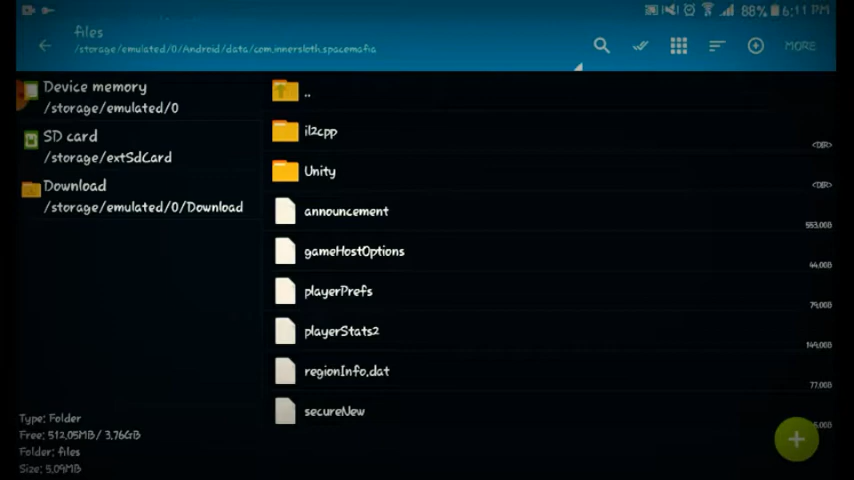 88% 6:11 PM
files
/storage/emulated/0/Android/data/com.innersloth.spacemafia
MORE
Device memory
/storage/emulated/0
SD card
/storage/extSdCard
Download
/storage/emulated/0/Download
..
il2cpp
<DIR>
Unity
<DIR>
announcement
553,00B
gameHostOptions
44,00B
playerPrefs
79,00B
playerStats2
149,00B
regionInfo.dat
77,00B
secureNew
Type: Folder
Free: 512,05MB/ 3,76GB
Folder: files
Size: 5,09MB